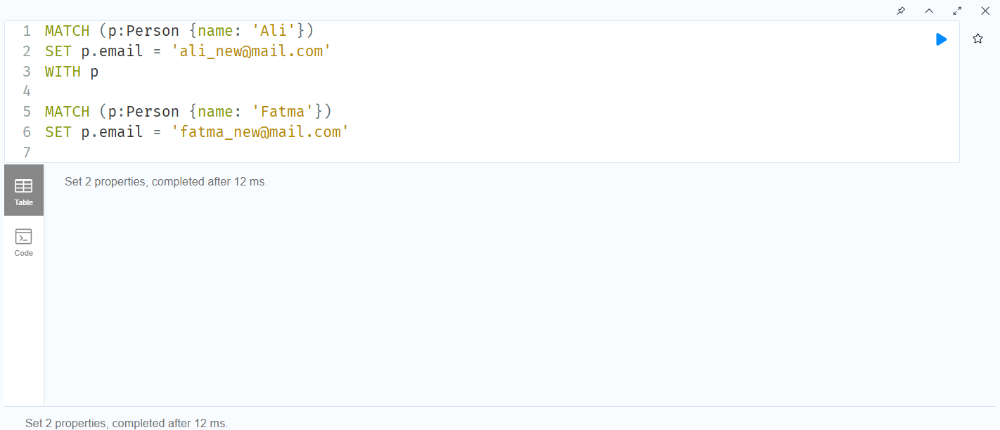 1 MATCH (p:Person {name: 'Ali'})
2 SET p.email = 'ali_new@mail.com'
3 WITH p
4
5 MATCH (p:Person {name: 'Fatma'})
6 SET p.email = 'fatma_new@mail.com'
7
Set 2 properties, completed after 12 ms.
Table
Code
Set 2 properties, completed after 12 ms.